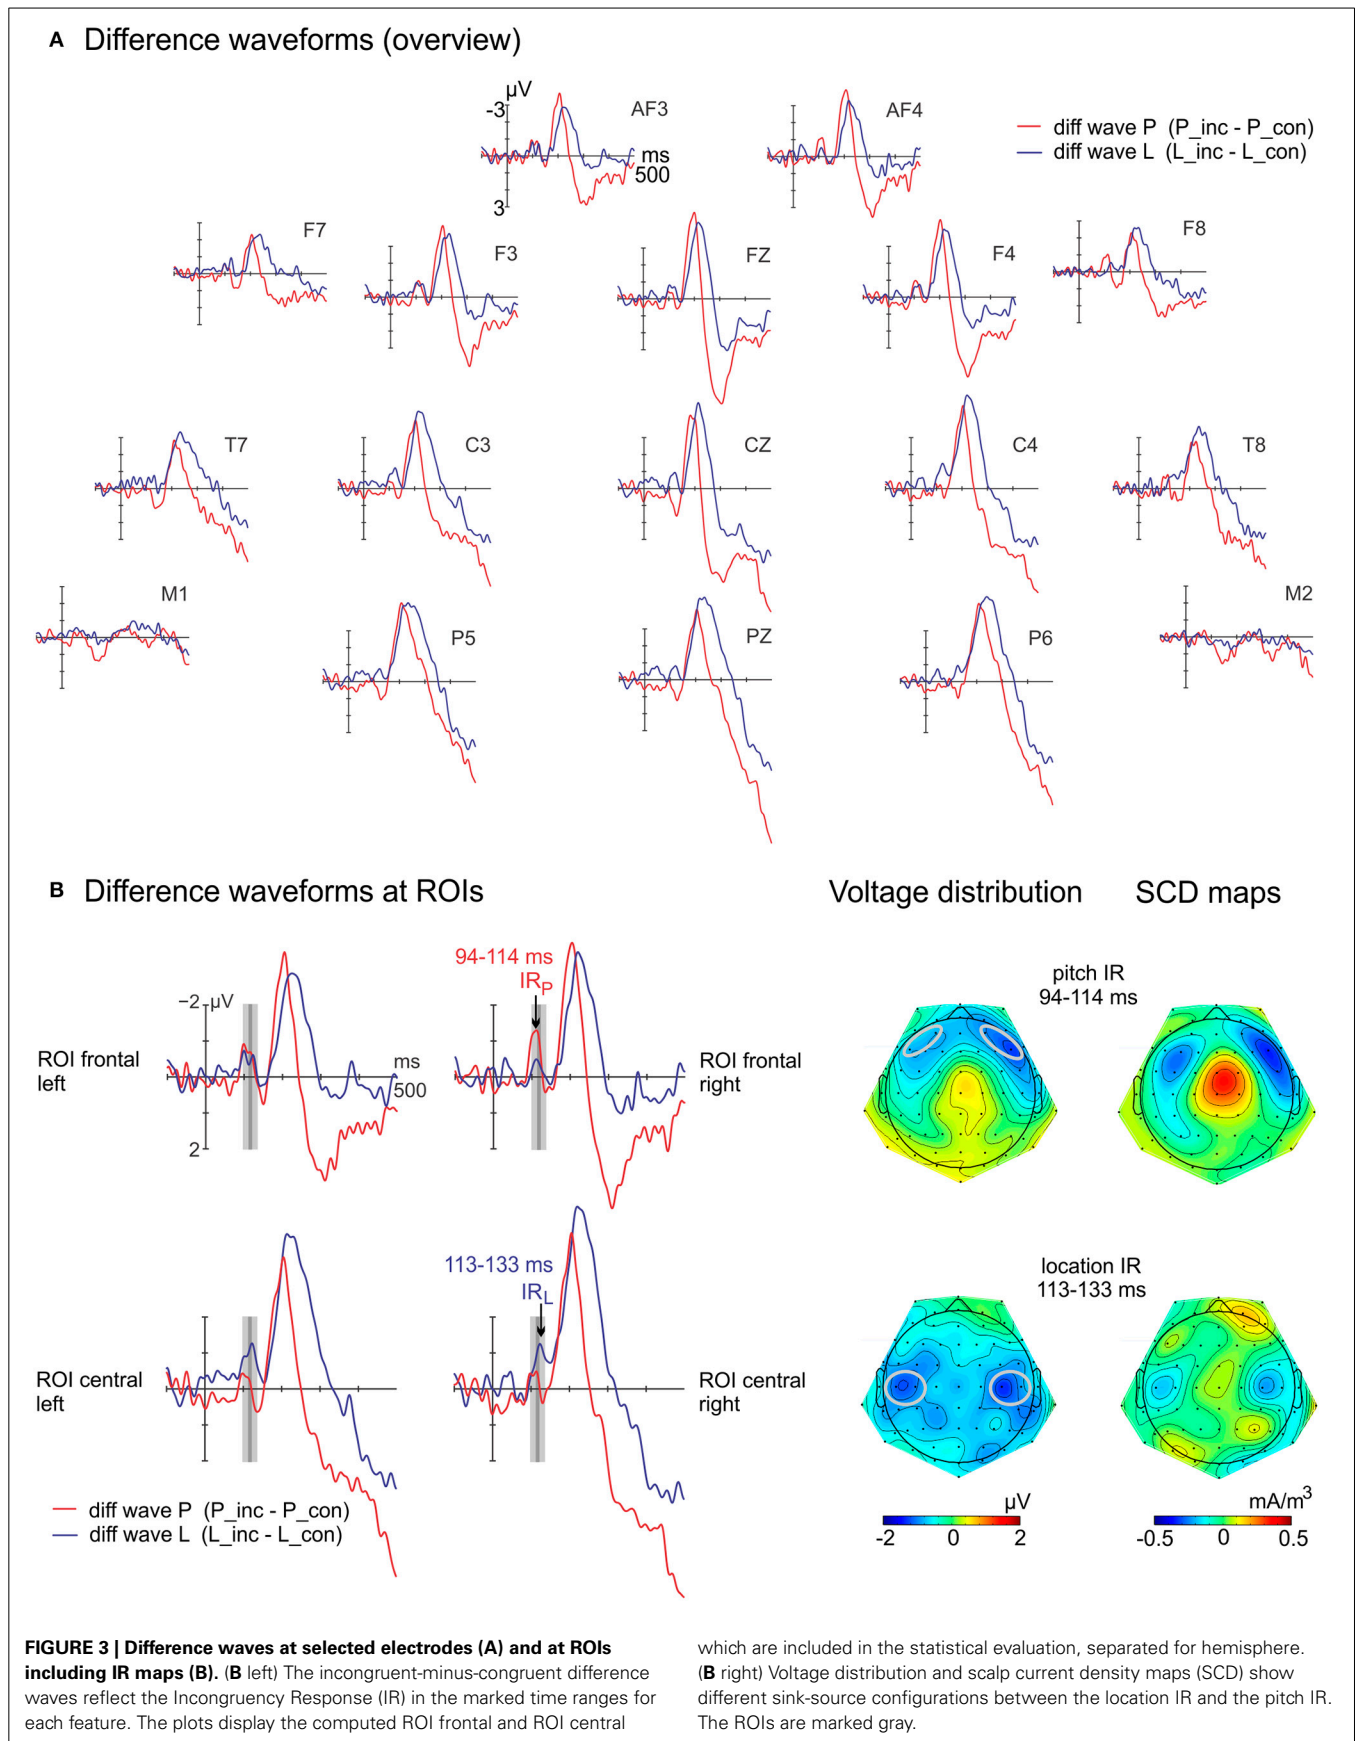 A Difference waveforms (overview)
µV
-3
AF3
ms
500
3
AF4
diff wave P (P_inc - P_con)
diff wave L (L_inc - L_con)
F7
F3
FZ
F4
F8
T7
C3
CZ
C4
T8
M1
P5
PZ
P6
M2
B Difference waveforms at ROIs
Voltage distribution
SCD maps
−2 µV
ms
500
2
ROI frontal
left
94-114 ms
IRP
ROI frontal
right
pitch IR
94-114 ms
ROI central
left
113-133 ms
IRL
ROI central
right
location IR
113-133 ms
diff wave P (P_inc - P_con)
diff wave L (L_inc - L_con)
µV
-2 0 2
mA/m3
-0.5 0 0.5
FIGURE 3 | Difference waves at selected electrodes (A) and at ROIs
including IR maps (B). (B left) The incongruent-minus-congruent difference
waves reflect the Incongruency Response (IR) in the marked time ranges for
each feature. The plots display the computed ROI frontal and ROI central
which are included in the statistical evaluation, separated for hemisphere.
(B right) Voltage distribution and scalp current density maps (SCD) show
different sink-source configurations between the location IR and the pitch IR.
The ROIs are marked gray.